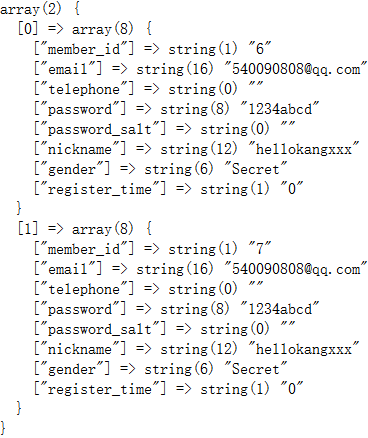 array(2) {
  [0] => array(8) {
    ["member_id"] => string(1) "6"
    ["email"] => string(16) "540090808@qq.com"
    ["telephone"] => string(0) ""
    ["password"] => string(8) "1234abcd"
    ["password_salt"] => string(0) ""
    ["nickname"] => string(12) "hellokangxxx"
    ["gender"] => string(6) "Secret"
    ["register_time"] => string(1) "0"
  }
  [1] => array(8) {
    ["member_id"] => string(1) "7"
    ["email"] => string(16) "540090808@qq.com"
    ["telephone"] => string(0) ""
    ["password"] => string(8) "1234abcd"
    ["password_salt"] => string(0) ""
    ["nickname"] => string(12) "hellokangxxx"
    ["gender"] => string(6) "Secret"
    ["register_time"] => string(1) "0"
  }
}